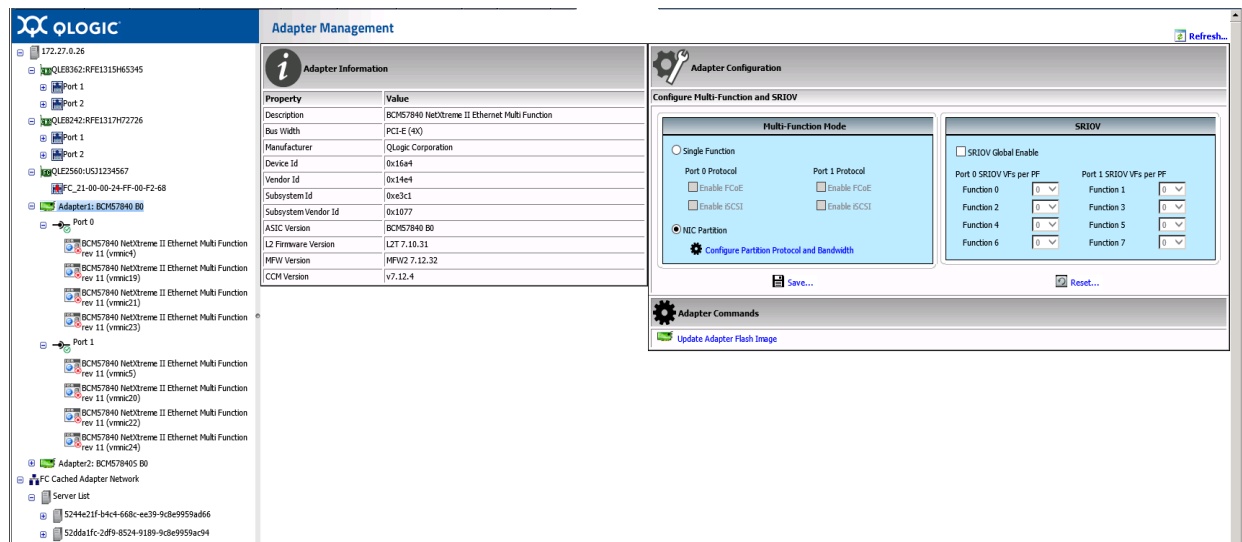 QLOGIC
Adapter Management
Refresh...
172.27.0.26
QLE8362:RFE1315H65345
Port 1
Port 2
QLE8242:RFE1317H72726
Port 1
Port 2
QLE2560:USJ1234567
FC_21-00-00-24-FF-00-F2-68
Adapter1: BCM57840 B0
Port 0
BCM57840 NetXtreme II Ethernet Multi Function
rev 11 (vmnic4)
BCM57840 NetXtreme II Ethernet Multi Function
rev 11 (vmnic19)
BCM57840 NetXtreme II Ethernet Multi Function
rev 11 (vmnic21)
BCM57840 NetXtreme II Ethernet Multi Function
rev 11 (vmnic23)
Port 1
BCM57840 NetXtreme II Ethernet Multi Function
rev 11 (vmnic5)
BCM57840 NetXtreme II Ethernet Multi Function
rev 11 (vmnic20)
BCM57840 NetXtreme II Ethernet Multi Function
rev 11 (vmnic22)
BCM57840 NetXtreme II Ethernet Multi Function
rev 11 (vmnic24)
Adapter2: BCM57840S B0
FC Cached Adapter Network
Server List
5244e21f-b4c4-668c-ee39-9c8e9959ad66
52dda1fc-2df9-8524-9189-9c8e9959ac94
Adapter Information
Property Value
Description BCM57840 NetXtreme II Ethernet Multi Function
Bus Width PCI-E (4X)
Manufacturer QLogic Corporation
Device Id 0x16a4
Vendor Id 0x14e4
Subsystem Id 0xe3c1
Subsystem Vendor Id 0x1077
ASIC Version BCM57840 B0
L2 Firmware Version L2T 7.10.31
MFW Version MFW2 7.12.32
CCM Version v7.12.4
Adapter Configuration
Configure Multi-Function and SRIOV
Multi-Function Mode
Single Function
Port 0 Protocol Port 1 Protocol
Enable FCoE Enable FCoE
Enable iSCSI Enable iSCSI
NIC Partition
Configure Partition Protocol and Bandwidth
SRIOV
SRIOV Global Enable
Port 0 SRIOV VFs per PF Port 1 SRIOV VFs per PF
Function 0 0 Function 1 0
Function 2 0 Function 3 0
Function 4 0 Function 5 0
Function 6 0 Function 7 0
Save... Reset...
Adapter Commands
Update Adapter Flash Image